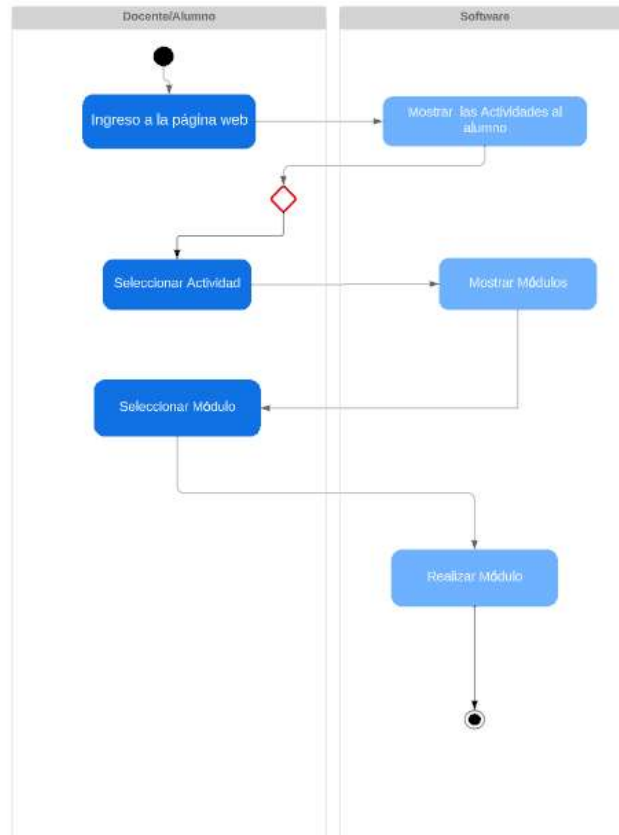 Docente/Alumno
Software
Ingreso a la página web
Mostrar las Actividades al
alumno
Seleccionar Actividad
Mostrar Módulos
Seleccionar Módulo
Realizar Módulo